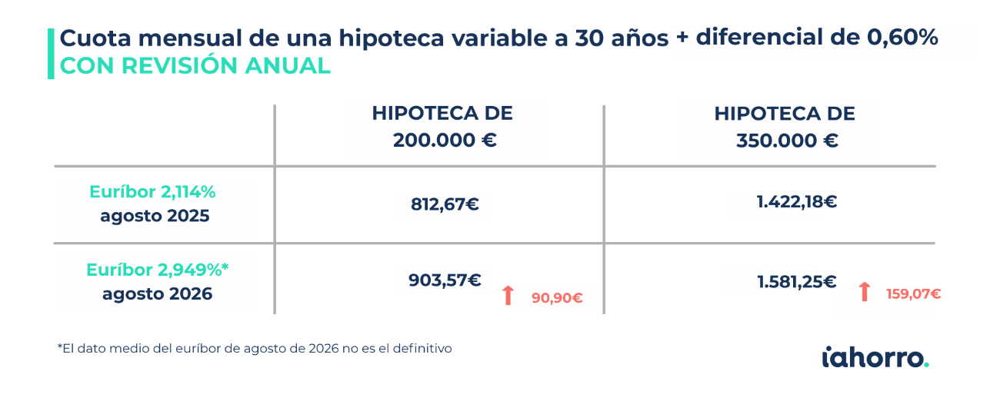 Cuota mensual de una hipoteca variable a 30 años + diferencial de 0,60%
CON REVISIÓN ANUAL
HIPOTECA DE
200.000 €
HIPOTECA DE
350.000 €
Euríbor 2,114%
agosto 2025
812,67€
1.422,18€
Euríbor 2,949%*
agosto 2026
903,57€
90,90€
1.581,25€
159,07€
*El dato medio del euríbor de agosto de 2026 no es el definitivo
iahorro.